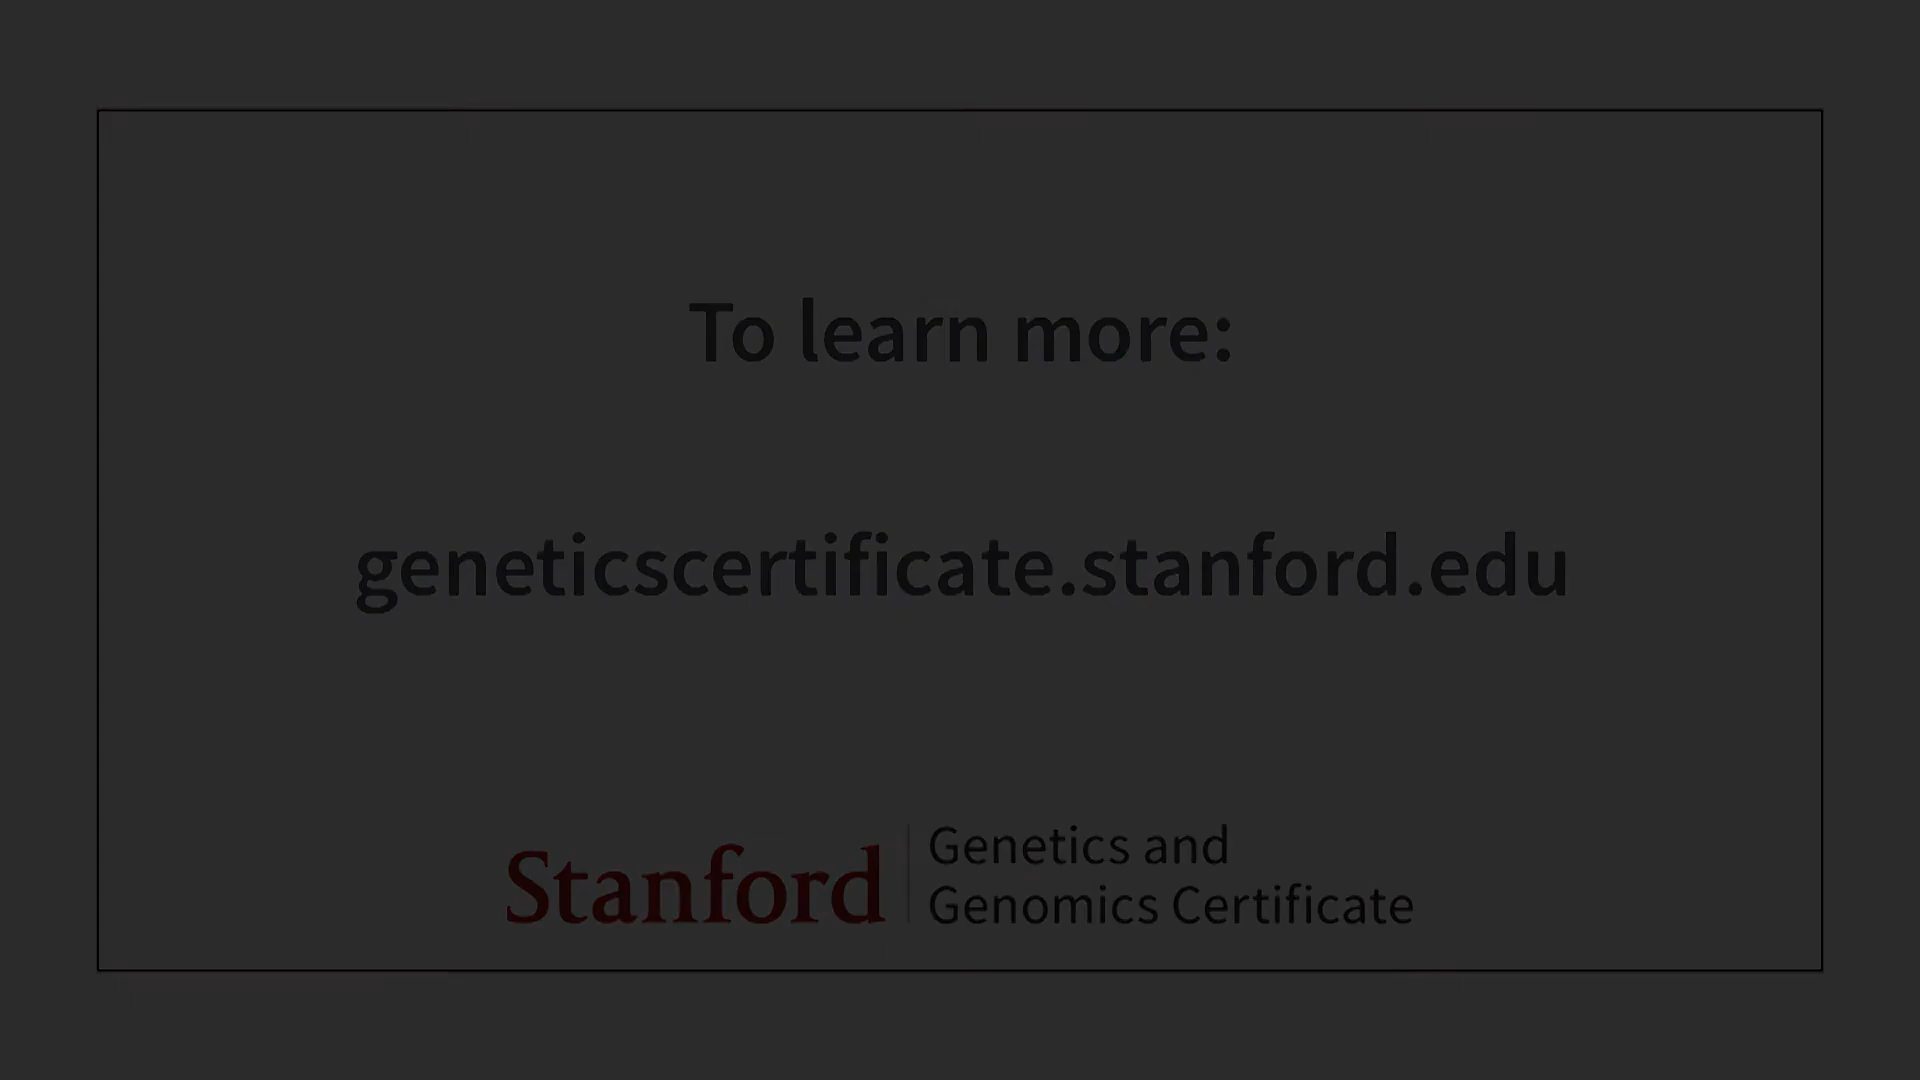 To learn more:
geneticscertificate.stanford.edu
Stanford
Genetics and
Genomics Certificate